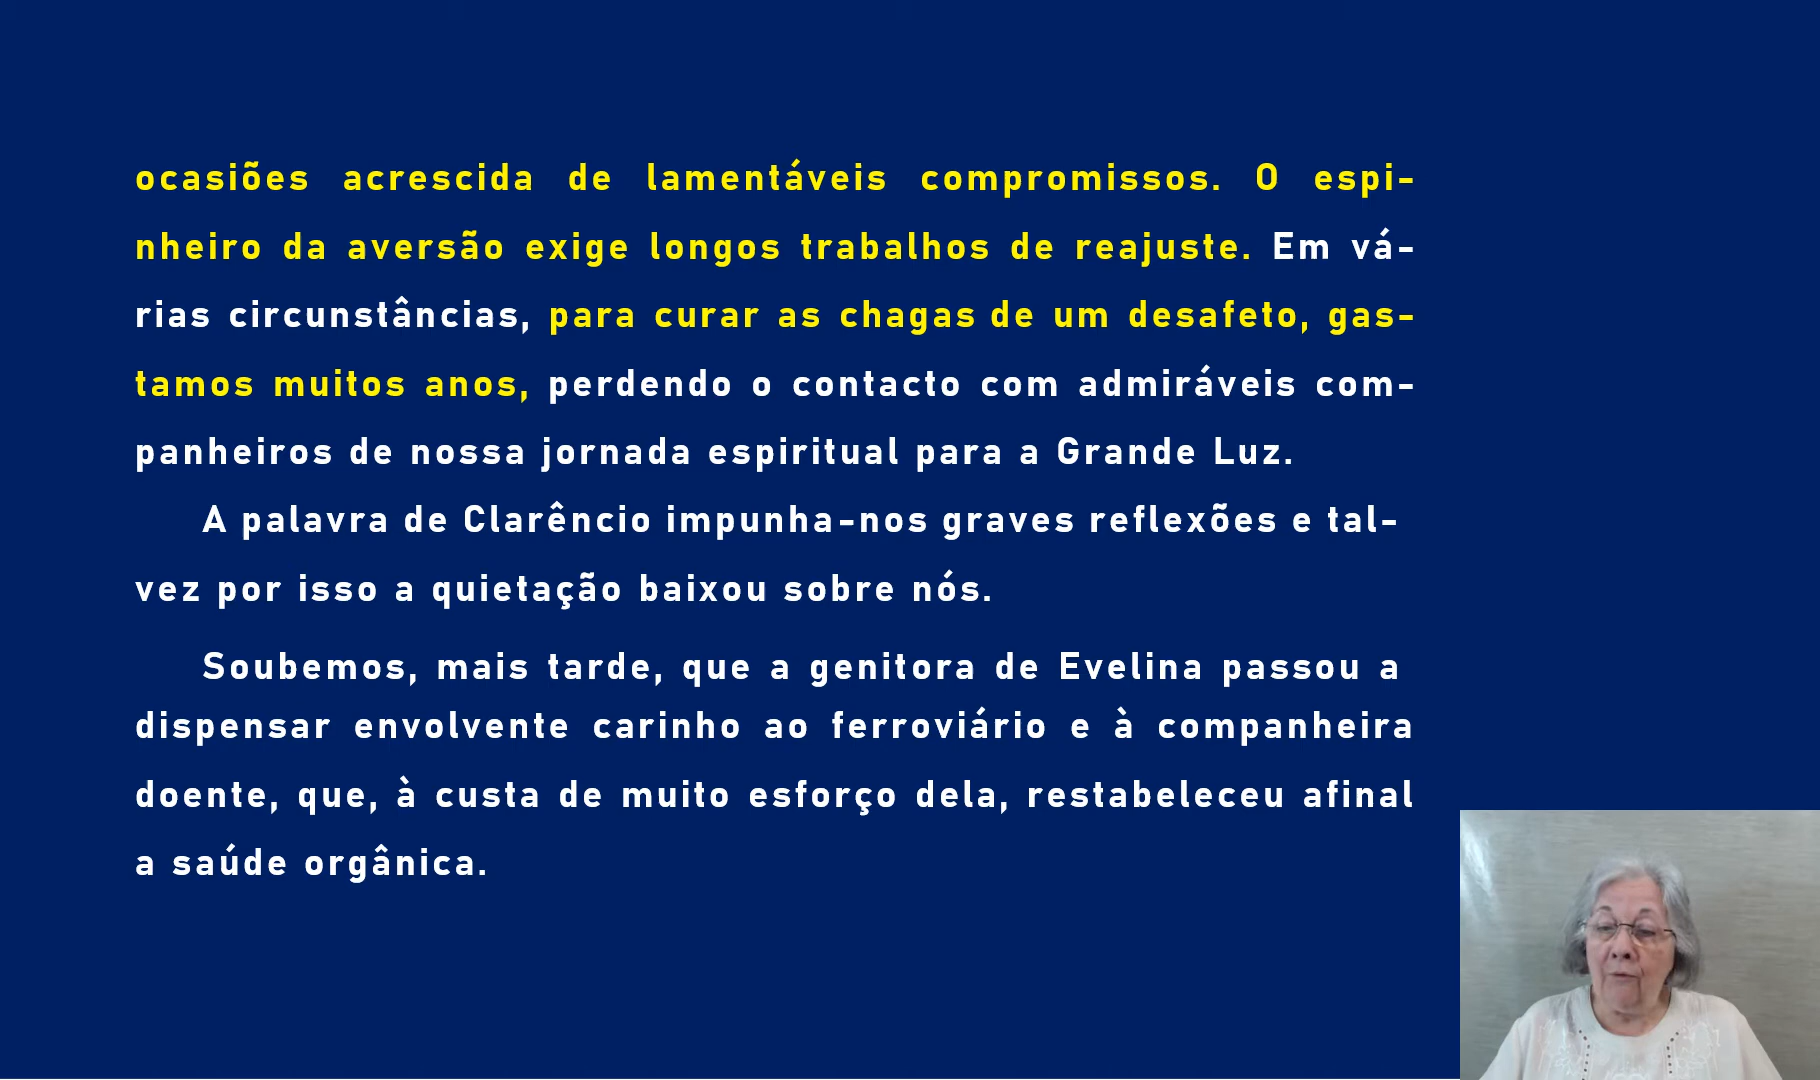 ocasiões acrescida de lamentáveis compromissos. O espi-
nheiro da aversão exige longos trabalhos de reajuste. Em vá-
rias circunstâncias, para curar as chagas de um desafeto, gas-
tamos muitos anos, perdendo o contacto com admiráveis com-
panheiros de nossa jornada espiritual para a Grande Luz.
A palavra de Clarêncio impunha-nos graves reflexões e tal-
vez por isso a quietação baixou sobre nós.
Soubemos, mais tarde, que a genitora de Evelina passou a
dispensar envolvente carinho ao ferroviário e à companheira
doente, que, à custa de muito esforço dela, restabeleceu afinal
a saúde orgânica.